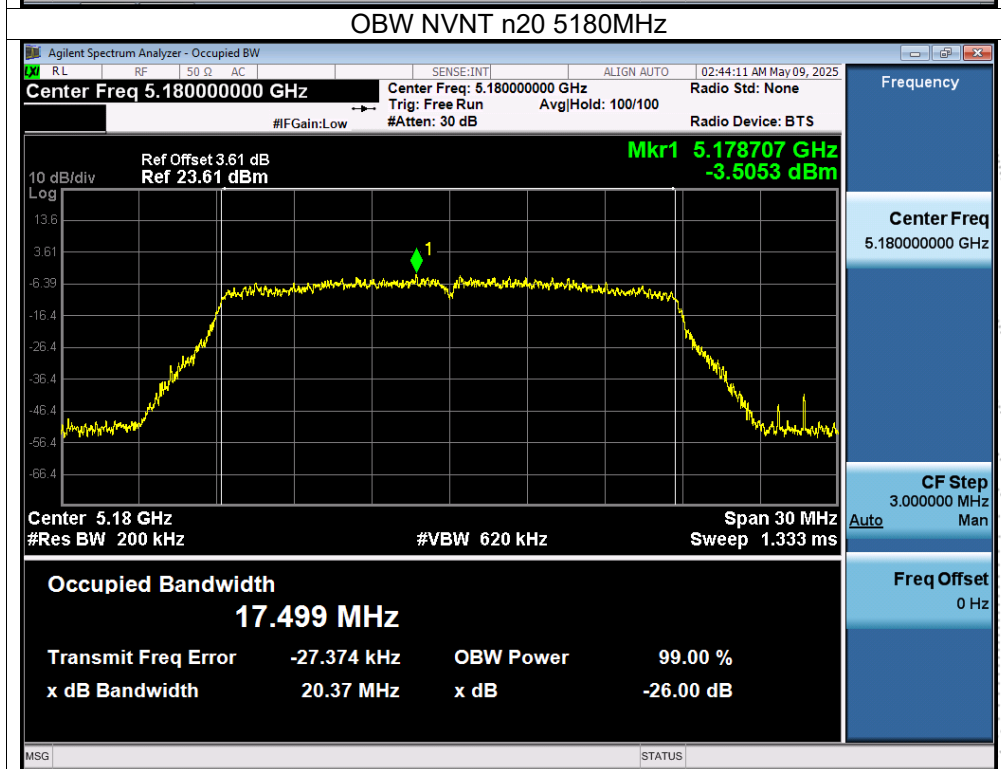 OBW NVNT n20 5180MHz
Agilent Spectrum Analyzer - Occupied BW
LXI RL RF 50 Ω AC SENSE:INT ALIGN AUTO 02:44:11 AM May 09, 2025
Center Freq 5.180000000 GHz
Center Freq: 5.180000000 GHz Radio Std: None
Trig: Free Run Avg|Hold: 100/100
#IFGain:Low #Atten: 30 dB Radio Device: BTS
Frequency
Mkr1 5.178707 GHz
-3.5053 dBm
Ref Offset 3.61 dB
10 dB/div Ref 23.61 dBm
Log
13.6
3.61
-6.39
-16.4
-26.4
-36.4
-46.4
-56.4
-66.4
1
Center 5.18 GHz Span 30 MHz
#Res BW 200 kHz #VBW 620 kHz Sweep 1.333 ms
Center Freq
5.180000000 GHz
CF Step
3.000000 MHz
Auto Man
Freq Offset
0 Hz
Occupied Bandwidth
17.499 MHz
Transmit Freq Error -27.374 kHz OBW Power 99.00 %
x dB Bandwidth 20.37 MHz x dB -26.00 dB
MSG STATUS